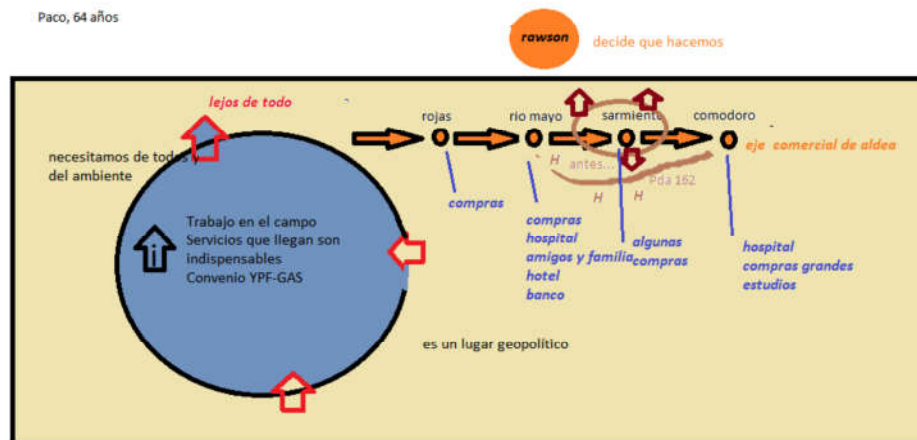 Paco, 64 años
rawson
decide que hacemos
lejos de todo
rojas
rio mayo
sarmiento
comodoro
eje comercial de aldea
necesitamos de todos y
del ambiente
antes...
Pda 162
H
H
H
Trabajo en el campo
Servicios que llegan son
indispensables
Convenio YPF-GAS
i
compras
compras
hospital
amigos y familia
hotel
banco
algunas
compras
hospital
compras grandes
estudios
es un lugar geopolítico